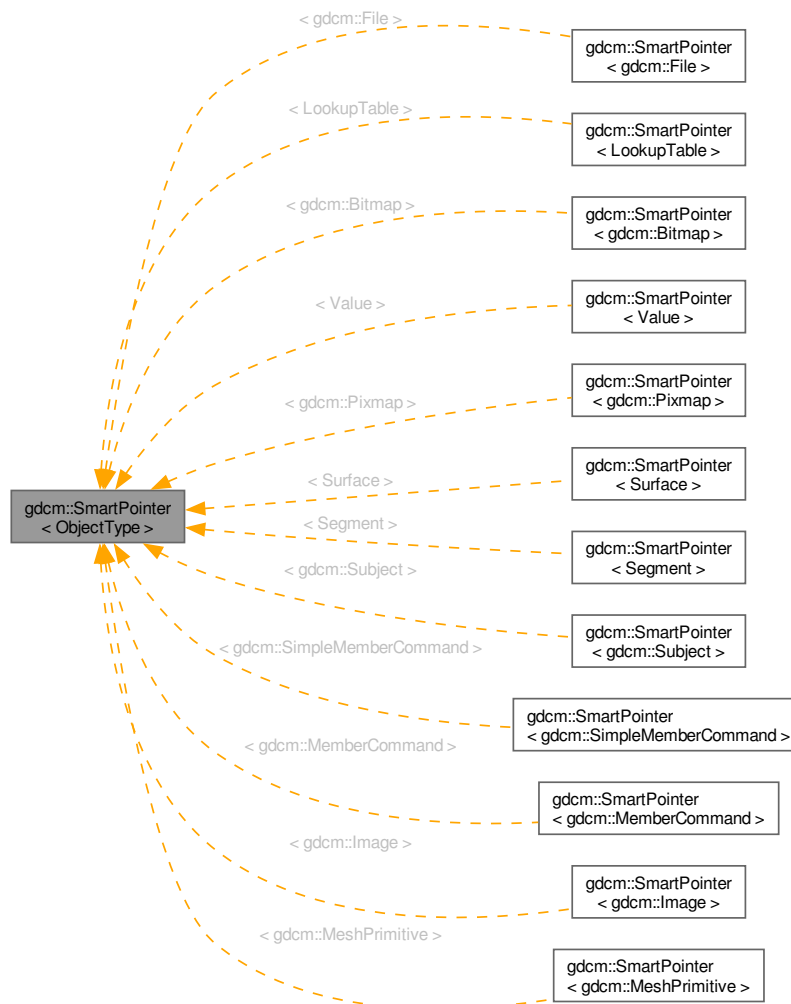 < gdcm::File >
gdcm::SmartPointer
< gdcm::File >
< LookupTable >
gdcm::SmartPointer
< LookupTable >
< gdcm::Bitmap >
gdcm::SmartPointer
< gdcm::Bitmap >
< Value >
gdcm::SmartPointer
< Value >
< gdcm::Pixmap >
gdcm::SmartPointer
< gdcm::Pixmap >
gdcm::SmartPointer
< ObjectType >
< Surface >
gdcm::SmartPointer
< Surface >
< Segment >
gdcm::SmartPointer
< Segment >
< gdcm::Subject >
gdcm::SmartPointer
< gdcm::Subject >
< gdcm::SimpleMemberCommand >
gdcm::SmartPointer
< gdcm::SimpleMemberCommand >
< gdcm::MemberCommand >
gdcm::SmartPointer
< gdcm::MemberCommand >
< gdcm::Image >
gdcm::SmartPointer
< gdcm::Image >
< gdcm::MeshPrimitive >
gdcm::SmartPointer
< gdcm::MeshPrimitive >